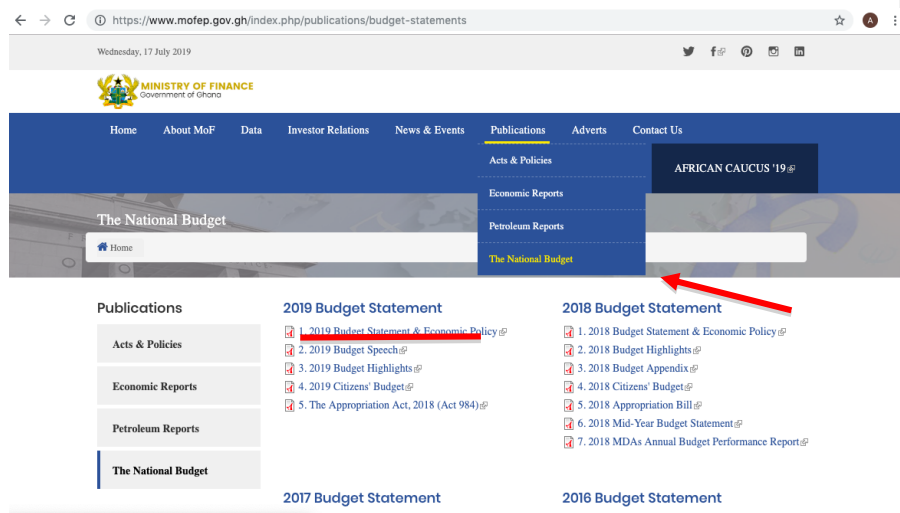 https://www.mofep.gov.gh/index.php/publications/budget-statements
A
Wednesday, 17 July 2019
MINISTRY OF FINANCE
Government of Ghana
Home About MoF Data Investor Relations News & Events Publications Adverts Contact Us
Acts & Policies
AFRICAN CAUCUS '19
Economic Reports
Petroleum Reports
The National Budget
The National Budget
Home
Publications
Acts & Policies
Economic Reports
Petroleum Reports
The National Budget
2019 Budget Statement
1. 2019 Budget Statement & Economic Policy
2. 2019 Budget Speech
3. 2019 Budget Highlights
4. 2019 Citizens' Budget
5. The Appropriation Act, 2018 (Act 984)
2018 Budget Statement
1. 2018 Budget Statement & Economic Policy
2. 2018 Budget Highlights
3. 2018 Budget Appendix
4. 2018 Citizens' Budget
5. 2018 Appropriation Bill
6. 2018 Mid-Year Budget Statement
7. 2018 MDAs Annual Budget Performance Report
2017 Budget Statement
2016 Budget Statement